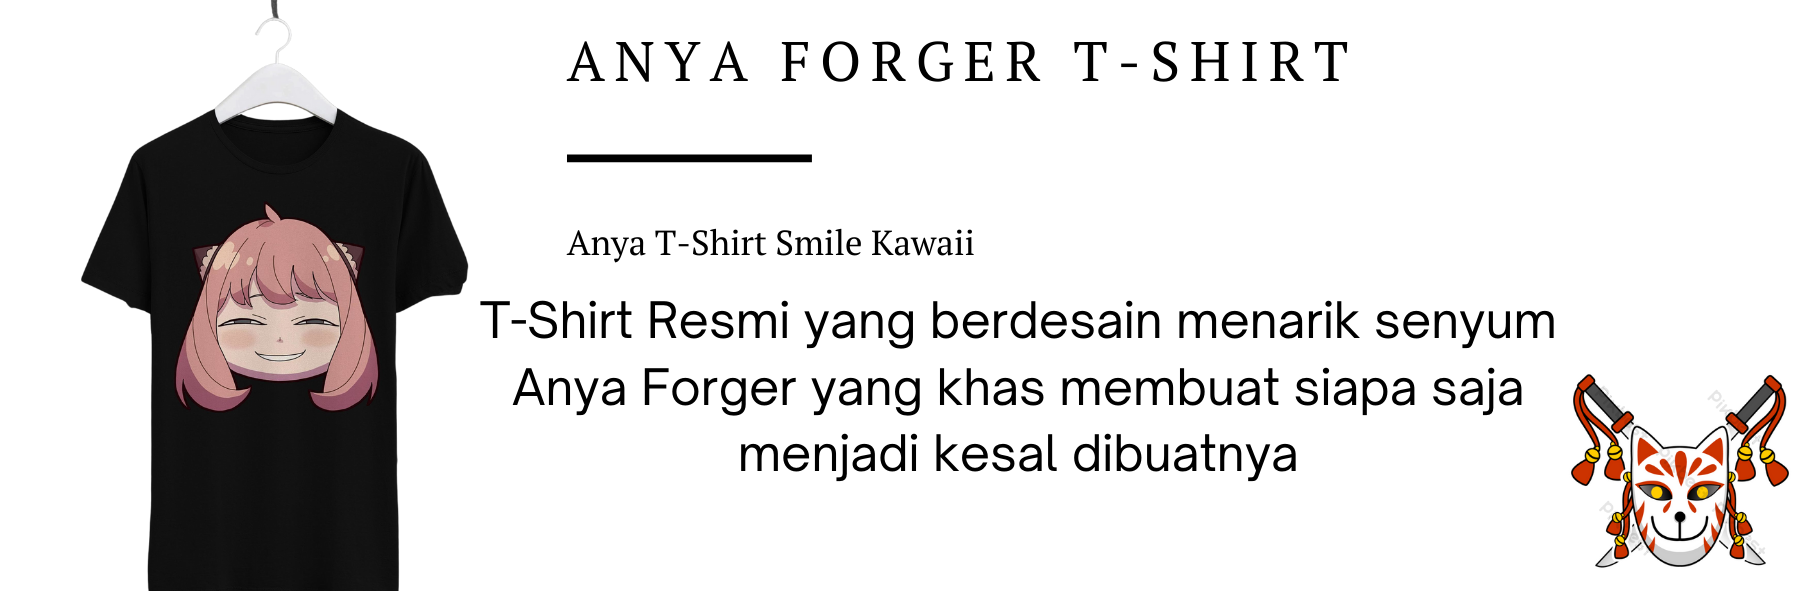 ANYA FORGER T-SHIRT
Anya T-Shirt Smile Kawaii
T-Shirt Resmi yang berdesain menarik senyum
Anya Forger yang khas membuat siapa saja
menjadi kesal dibuatnya